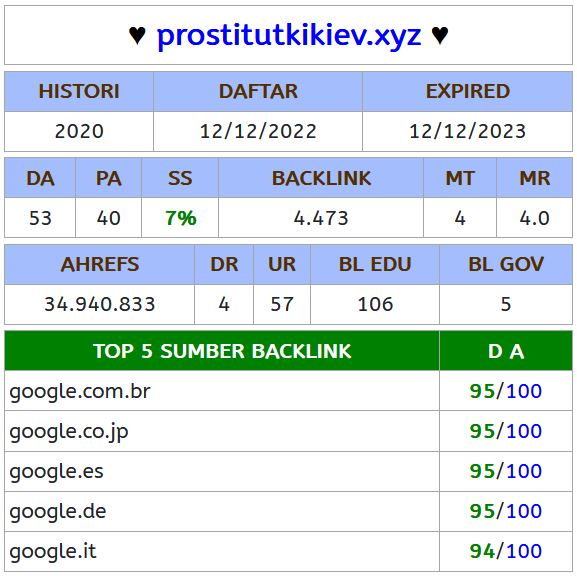 ♥ prostitutkikiev.xyz ♥
HISTORI DAFTAR EXPIRED
2020 12/12/2022 12/12/2023
DA PA SS BACKLINK MT MR
53 40 7% 4.473 4 4.0
AHREFS DR UR BL EDU BL GOV
34.940.833 4 57 106 5
TOP 5 SUMBER BACKLINK D A
google.com.br 95/100
google.co.jp 95/100
google.es 95/100
google.de 95/100
google.it 94/100